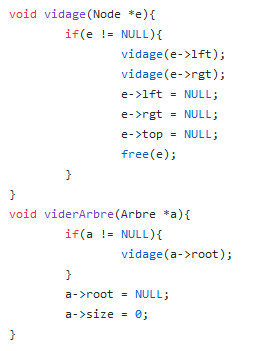 void vidage(Node *e){
        if(e != NULL){
                vidage(e->lft);
                vidage(e->rgt);
                e->lft = NULL;
                e->rgt = NULL;
                e->top = NULL;
                free(e);
        }
}
void viderArbre(Arbre *a){
        if(a != NULL){
                vidage(a->root);
        }
        a->root = NULL;
        a->size = 0;
}